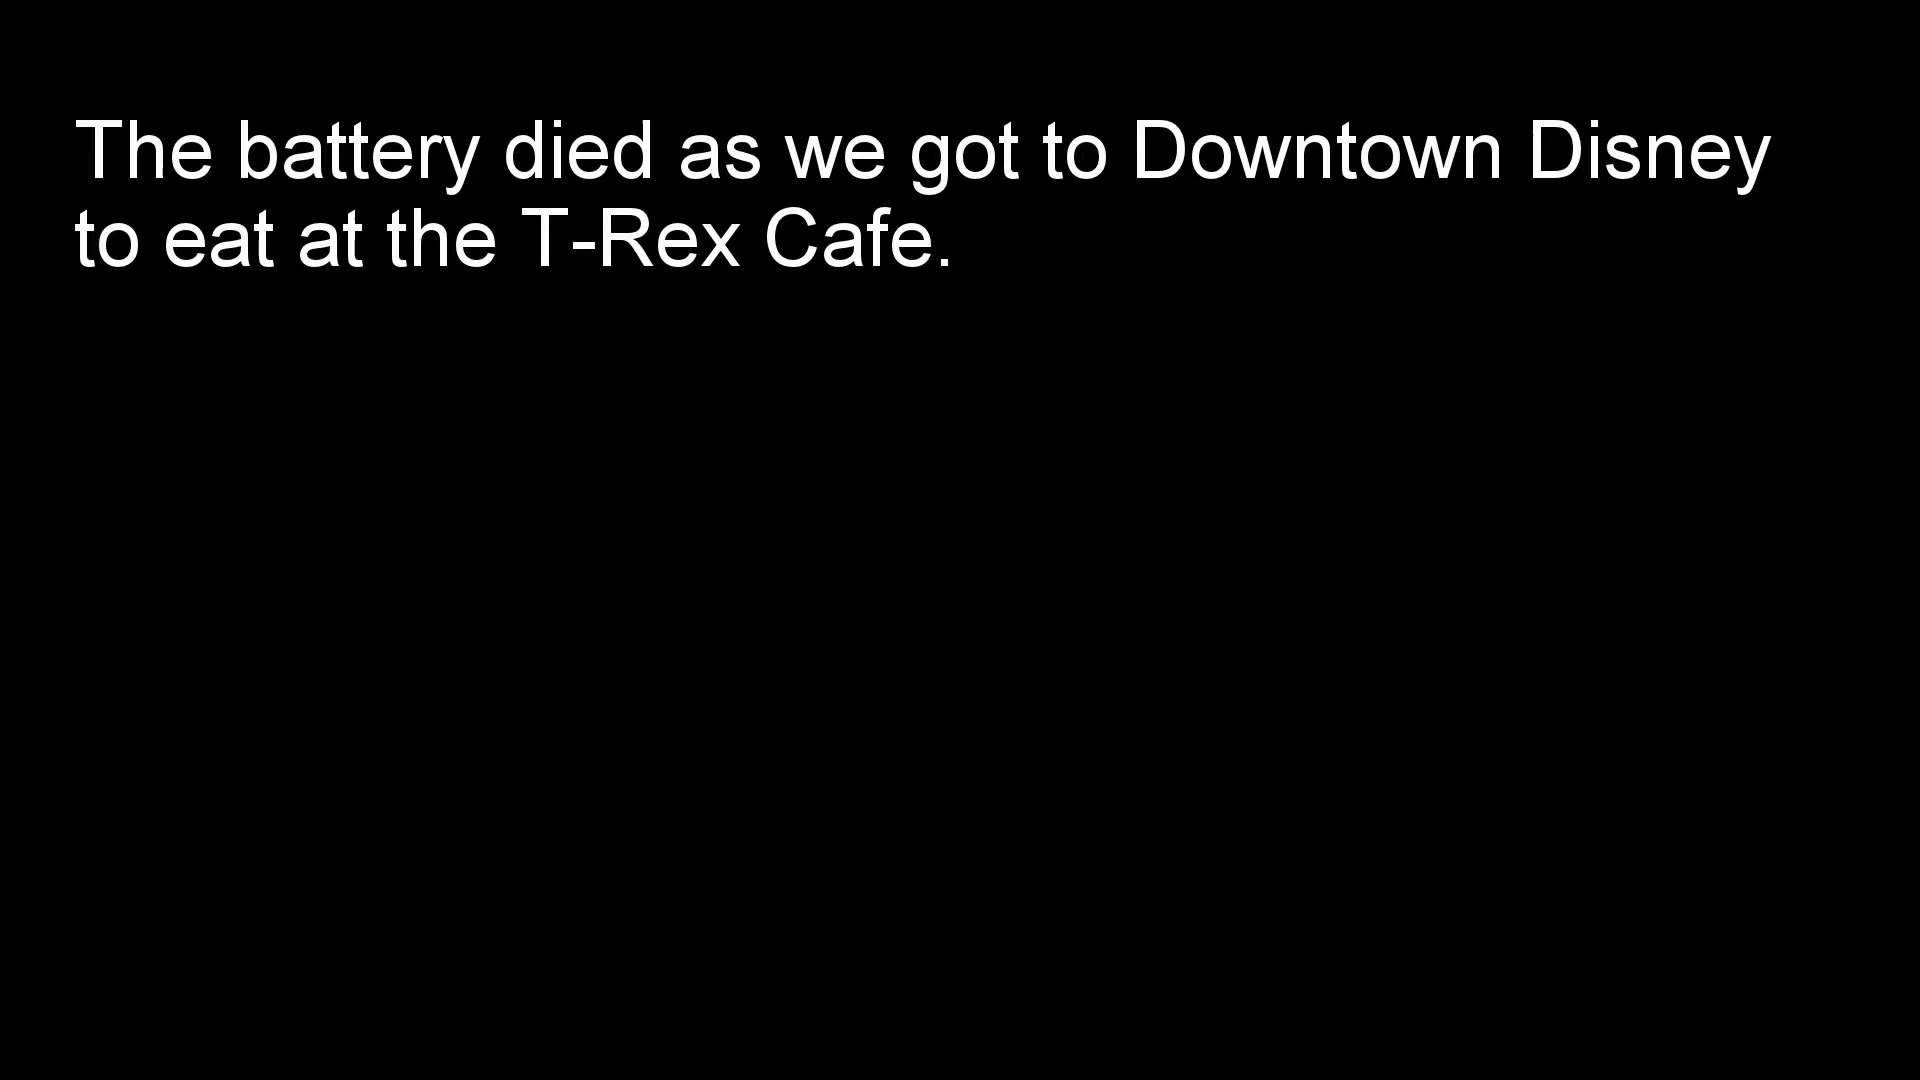 The battery died as we got to Downtown Disney
to eat at the T-Rex Cafe.